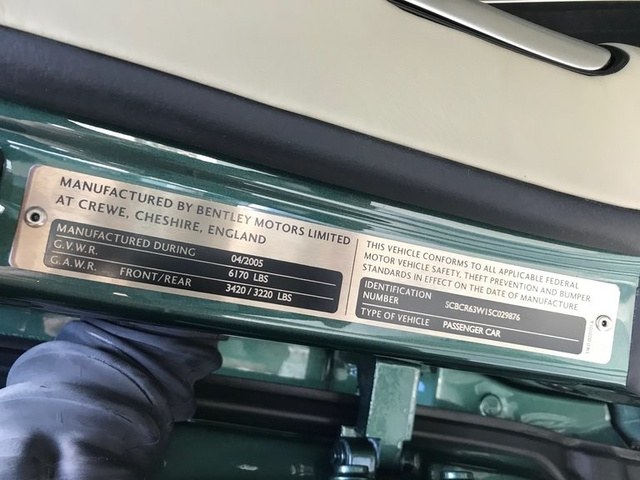 MANUFACTURED BY BENTLEY MOTORS LIMITED
AT CREWE, CHESHIRE, ENGLAND
MANUFACTURED DURING 04/2005
G.V.W.R. 6170 LBS
G.A.W.R. FRONT/REAR 3420 / 3220 LBS
THIS VEHICLE CONFORMS TO ALL APPLICABLE FEDERAL
MOTOR VEHICLE SAFETY, THEFT PREVENTION AND BUMPER
STANDARDS IN EFFECT ON THE DATE OF MANUFACTURE
IDENTIFICATION
NUMBER SCBCR63W15C029876
TYPE OF VEHICLE PASSENGER CAR